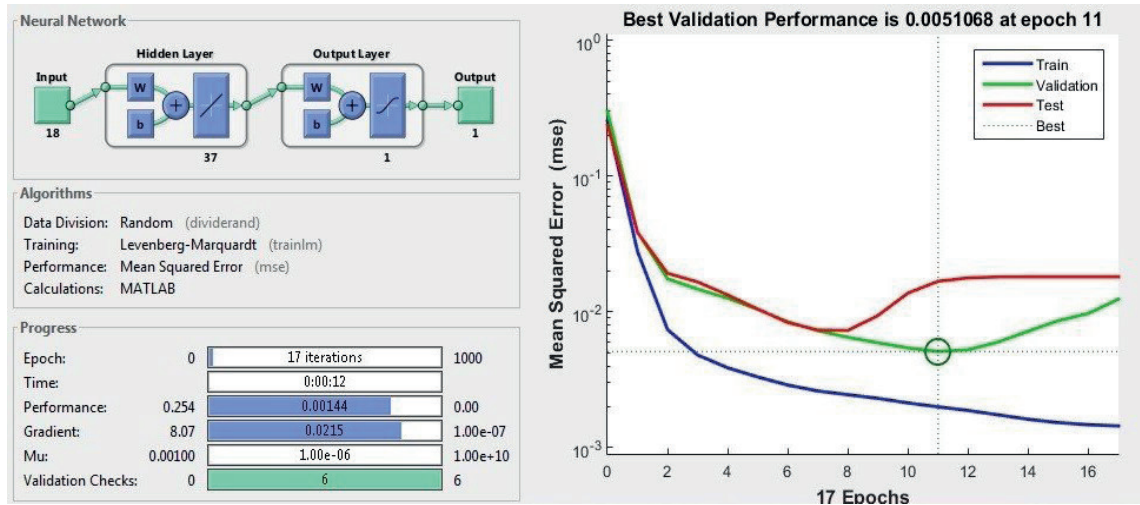 Neural Network
Hidden Layer
Output Layer
Input
Output
W
b
+
W
b
+
18
37
1
1
Algorithms
Data Division: Random (dividerand)
Training: Levenberg-Marquardt (trainlm)
Performance: Mean Squared Error (mse)
Calculations: MATLAB
Progress
Epoch: 0 17 iterations 1000
Time: 0:00:12
Performance: 0.254 0.00144 0.00
Gradient: 8.07 0.0215 1.00e-07
Mu: 0.00100 1.00e-06 1.00e+10
Validation Checks: 0 6 6
Best Validation Performance is 0.0051068 at epoch 11
Mean Squared Error (mse)
10^0
10^-1
10^-2
10^-3
Train
Validation
Test
Best
0 2 4 6 8 10 12 14 16
17 Epochs